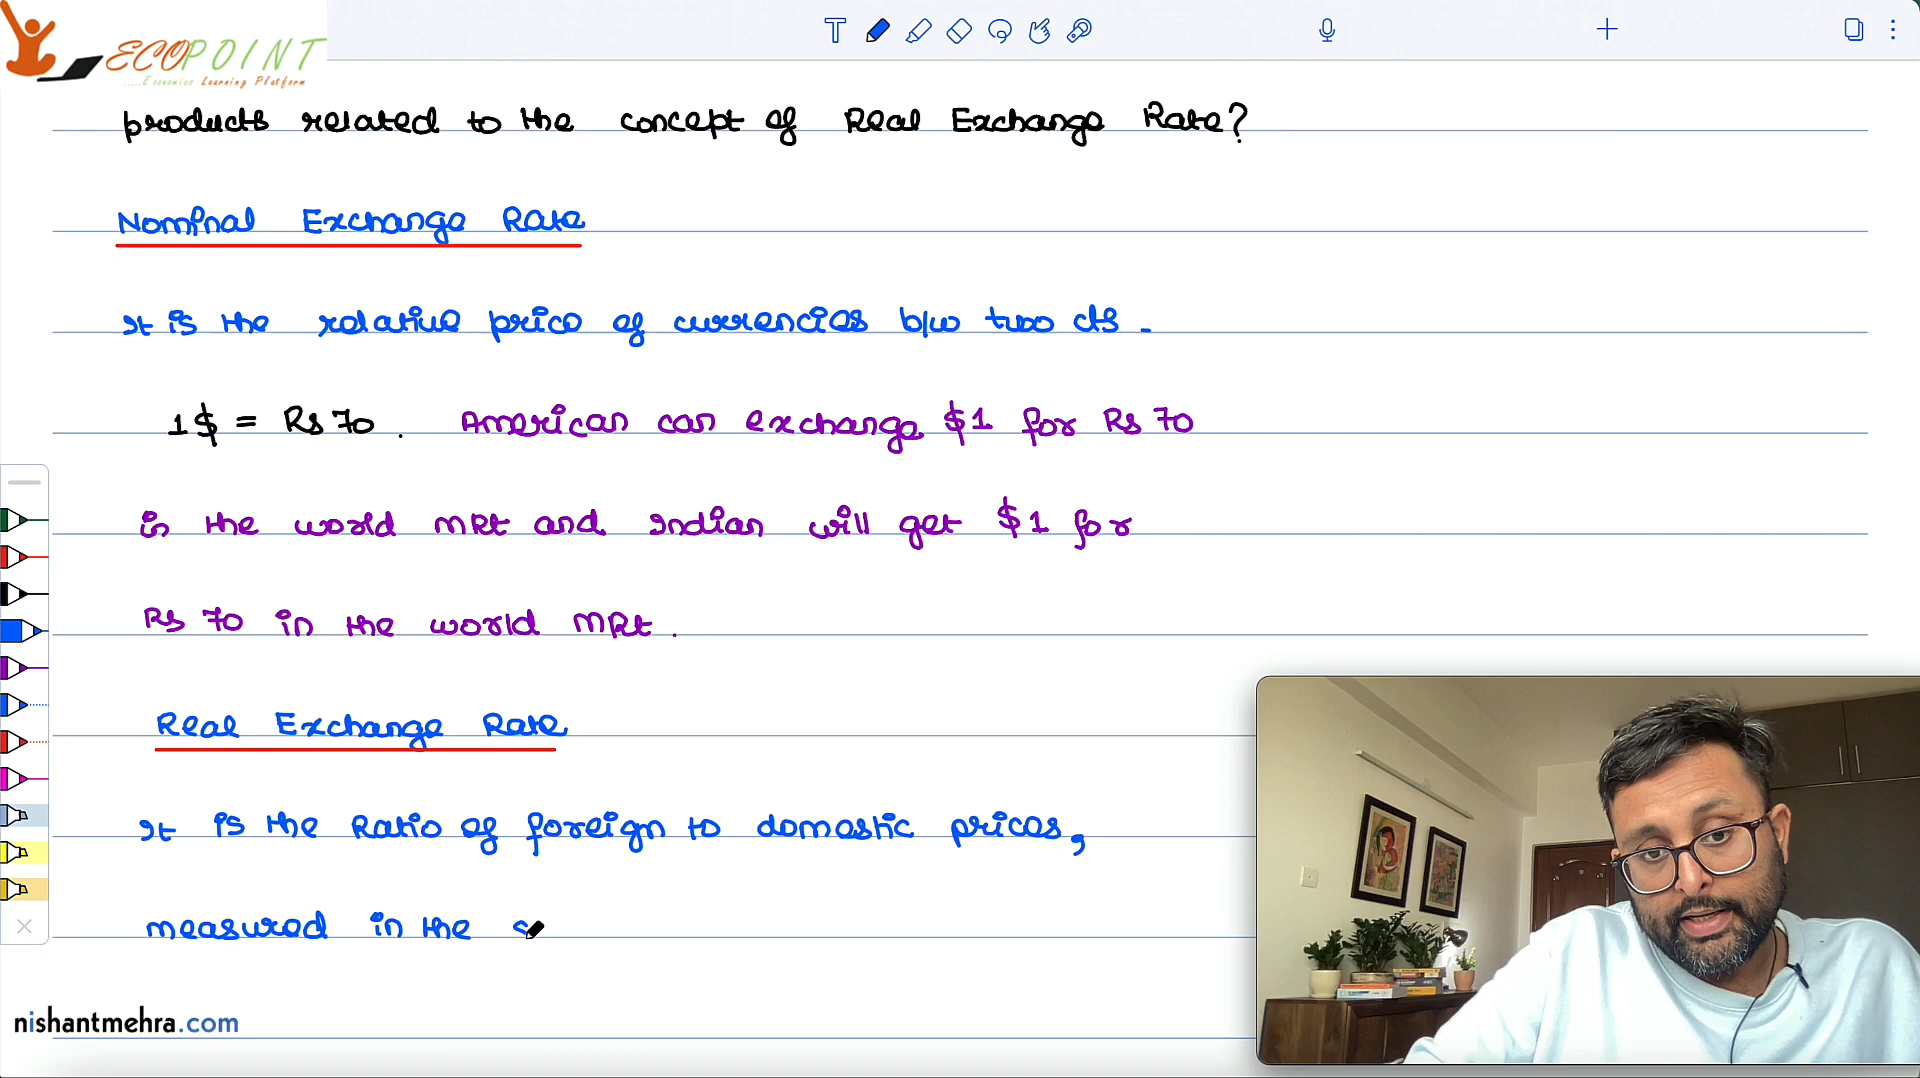 ECOPOINT
.....Economics Learning Platform
products related to the concept of Real Exchange Rate?
Nominal Exchange Rate
It is the relative price of currencies b/w two cts.
1$ = Rs 70. American can exchange $1 for Rs 70
in the world mkt and Indian will get $1 for
Rs 70 in the world mkt.
Real Exchange Rate
It is the Ratio of foreign to domestic prices,
measured in the s
nishantmehra.com